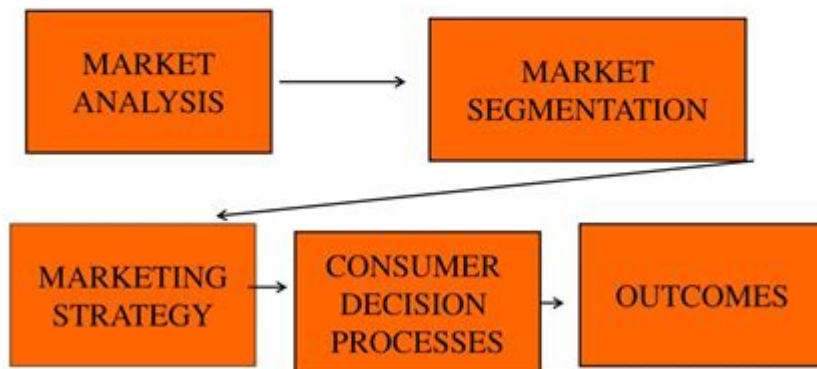 MARKET
ANALYSIS
MARKET
SEGMENTATION
MARKETING
STRATEGY
CONSUMER
DECISION
PROCESSES
OUTCOMES